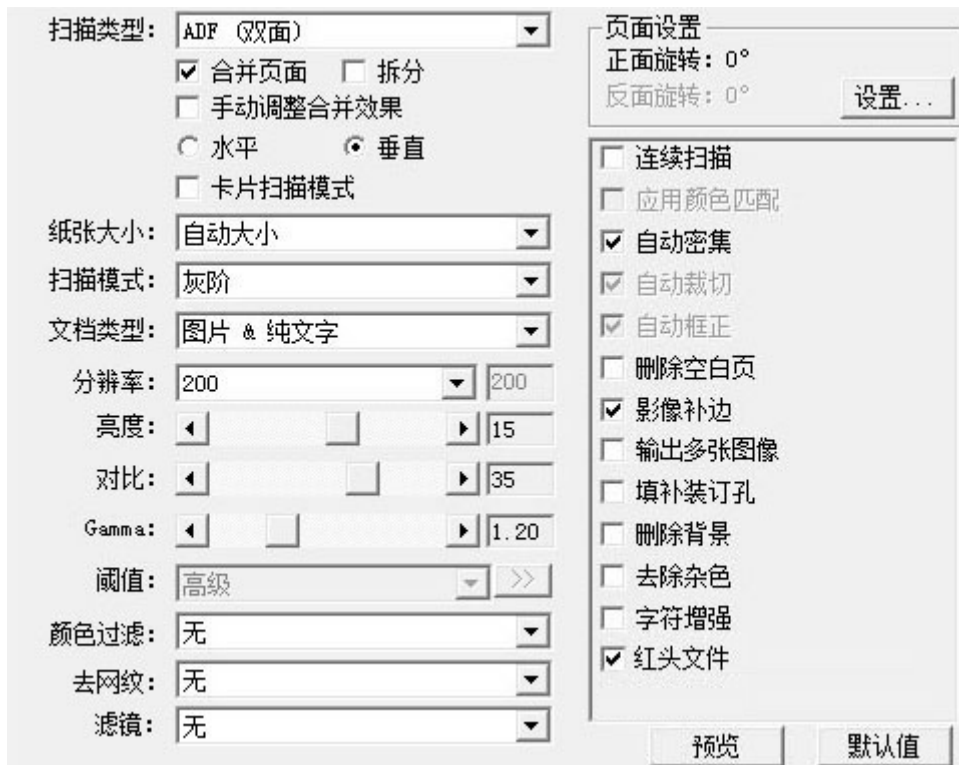 扫描类型: ADF (双面)
合并页面 拆分
手动调整合并效果
水平 垂直
卡片扫描模式
纸张大小: 自动大小
扫描模式: 灰阶
文档类型: 图片 & 纯文字
分辨率: 200 200
亮度: 15
对比: 35
Gamma: 1.20
阈值: 高级 >>
颜色过滤: 无
去网纹: 无
滤镜: 无
页面设置
正面旋转: 0°
反面旋转: 0° 设置...
连续扫描
应用颜色匹配
自动密集
自动裁切
自动框正
删除空白页
影像补边
输出多张图像
填补装订孔
删除背景
去除杂色
字符增强
红头文件
预览 默认值